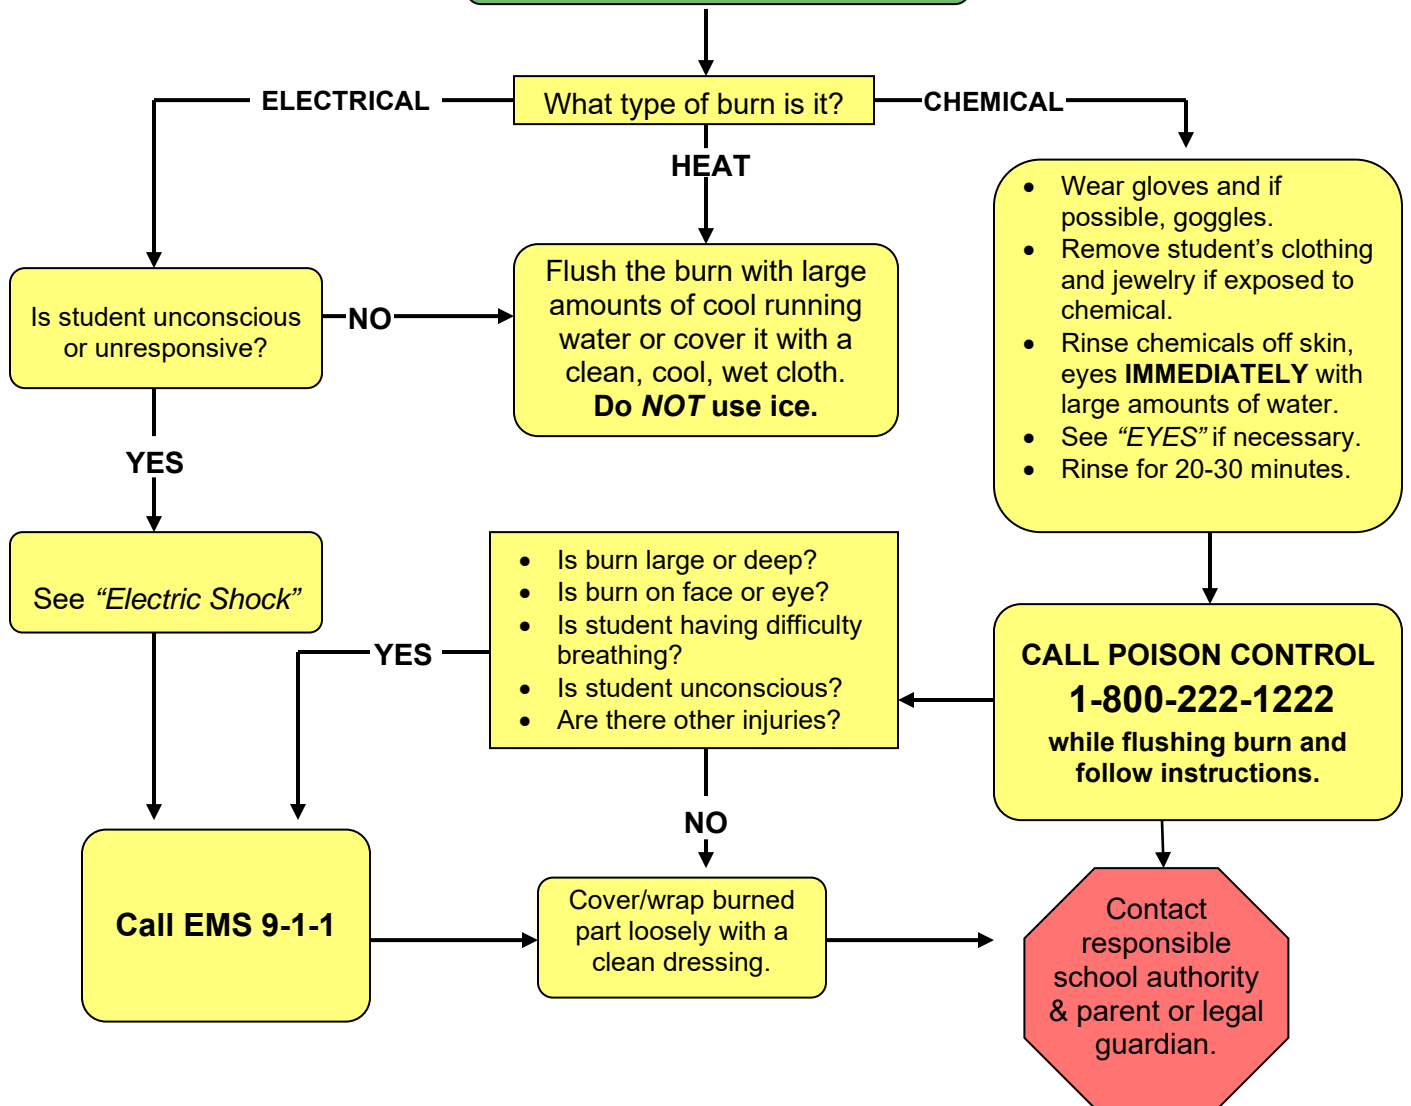 What type of burn is it?
ELECTRICAL
CHEMICAL
HEAT
• Wear gloves and if
possible, goggles.
• Remove student’s clothing
and jewelry if exposed to
chemical.
• Rinse chemicals off skin,
eyes IMMEDIATELY with
large amounts of water.
• See “EYES” if necessary.
• Rinse for 20-30 minutes.
Flush the burn with large
amounts of cool running
water or cover it with a
clean, cool, wet cloth.
Do NOT use ice.
Is student unconscious
or unresponsive?
NO
YES
See “Electric Shock”
• Is burn large or deep?
• Is burn on face or eye?
• Is student having difficulty
breathing?
• Is student unconscious?
• Are there other injuries?
YES
CALL POISON CONTROL
1-800-222-1222
while flushing burn and
follow instructions.
NO
Call EMS 9-1-1
Cover/wrap burned
part loosely with a
clean dressing.
Contact
responsible
school authority
& parent or legal
guardian.